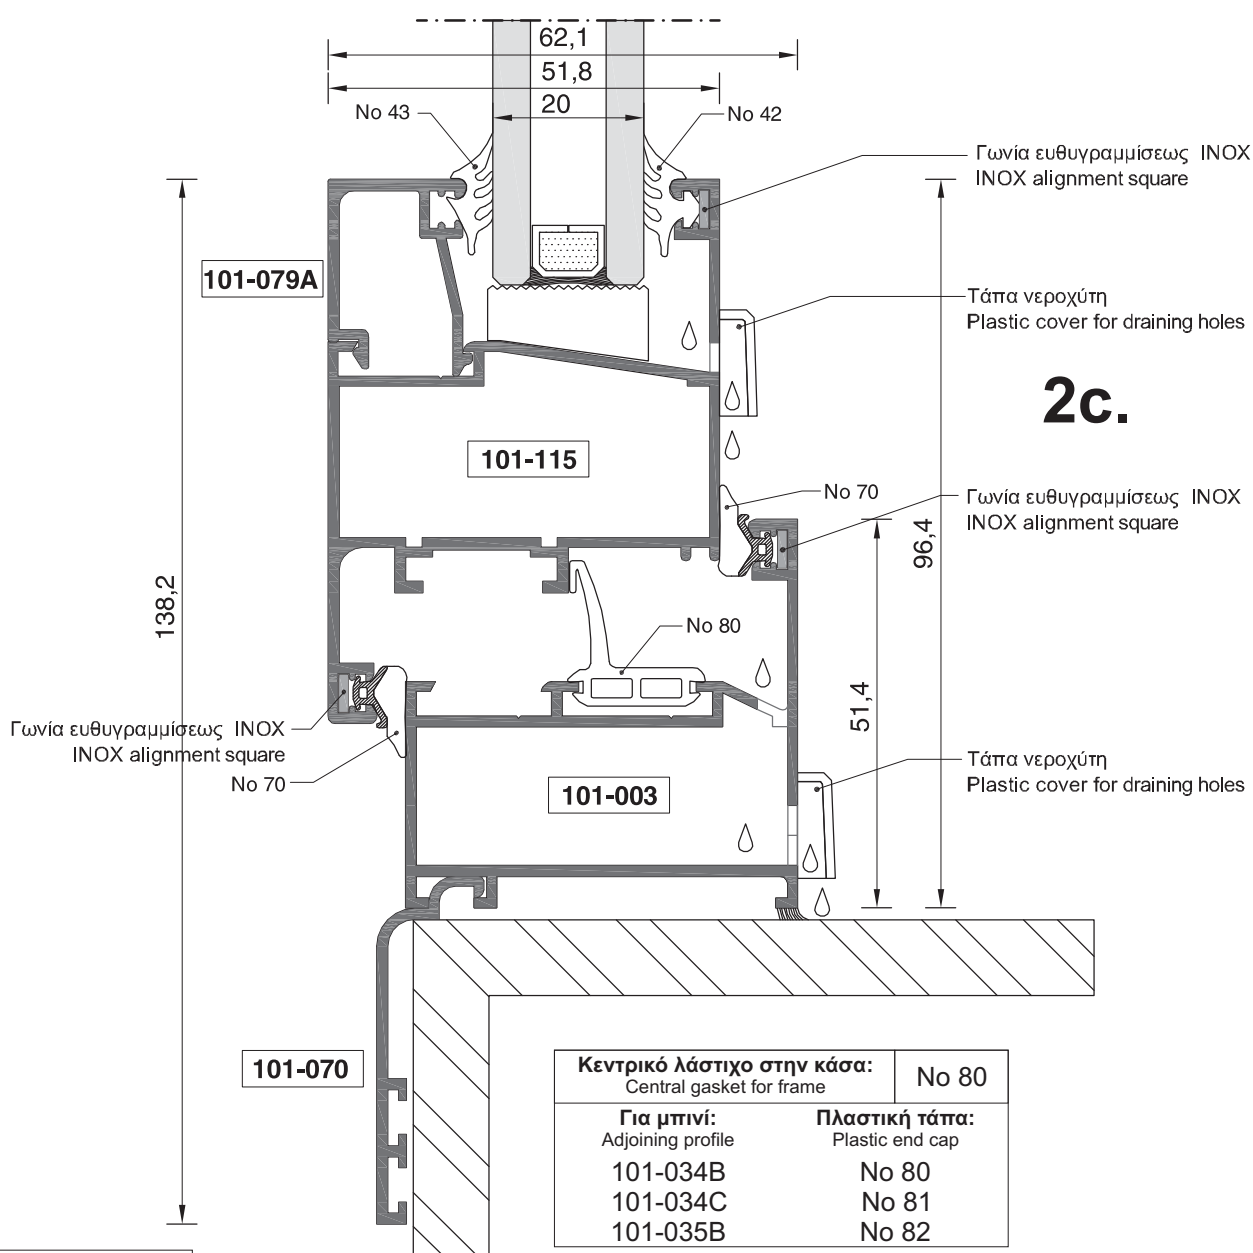 62,1
51,8
20
No 43
No 42
Γωνία ευθυγραμμίσεως INOX
INOX alignment square
101-079A
Τάπα νεροχύτη
Plastic cover for draining holes
2c.
101-115
No 70
Γωνία ευθυγραμμίσεως INOX
INOX alignment square
96,4
138,2
No 80
51,4
Γωνία ευθυγραμμίσεως INOX
INOX alignment square
No 70
Τάπα νεροχύτη
Plastic cover for draining holes
101-003
101-070
Κεντρικό λάστιχο στην κάσα: No 80
Central gasket for frame
Για μπινί: Πλαστική τάπα:
Adjoining profile Plastic end cap
101-034B No 80
101-034C No 81
101-035B No 82